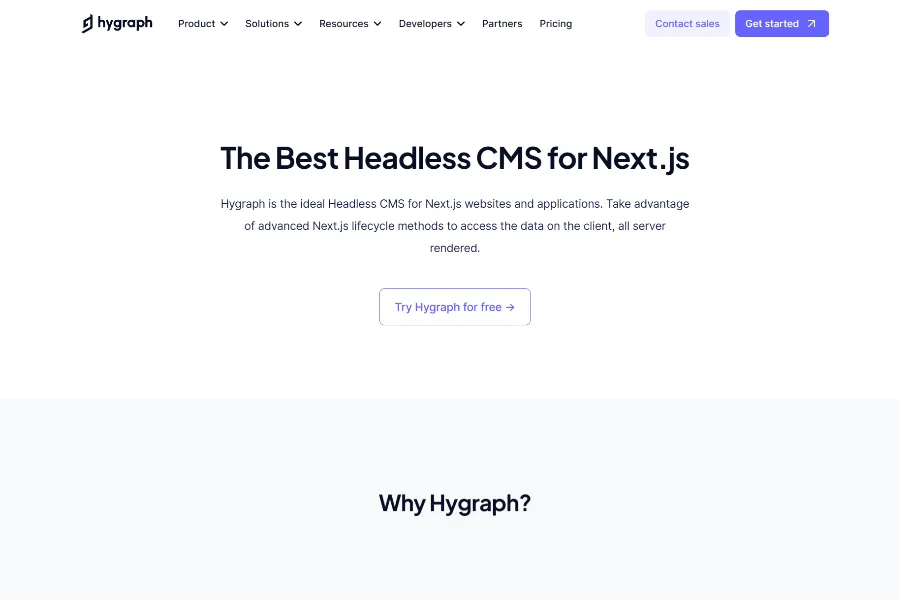 hygraph Product Solutions Resources Developers Partners Pricing Contact sales Get started
The Best Headless CMS for Next.js
Hygraph is the ideal Headless CMS for Next.js websites and applications. Take advantage
of advanced Next.js lifecycle methods to access the data on the client, all server
rendered.
Try Hygraph for free →
Why Hygraph?